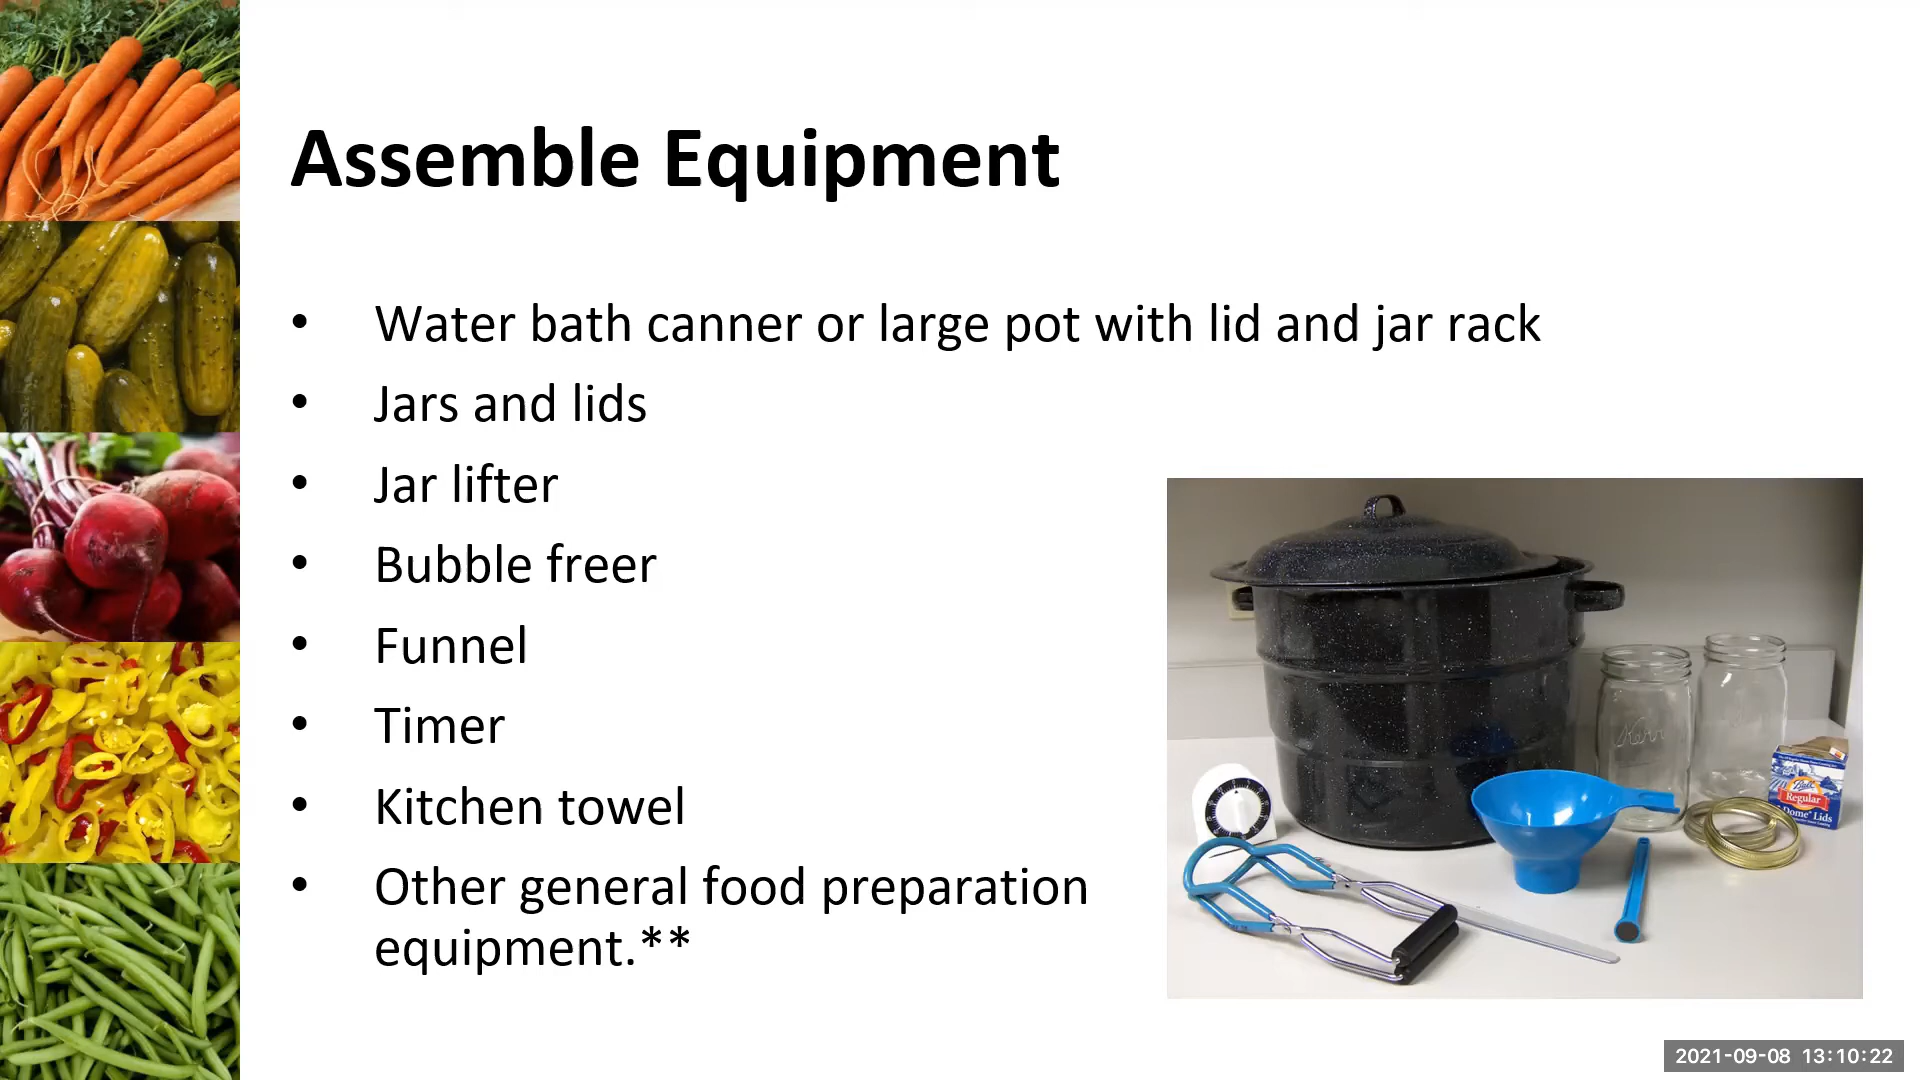 Assemble Equipment
• Water bath canner or large pot with lid and jar rack
• Jars and lids
• Jar lifter
• Bubble freer
• Funnel
• Timer
• Kitchen towel
• Other general food preparation
equipment.**
Kerr
Ball
Regular
Dome Lids
2021-09-08 13:10:22